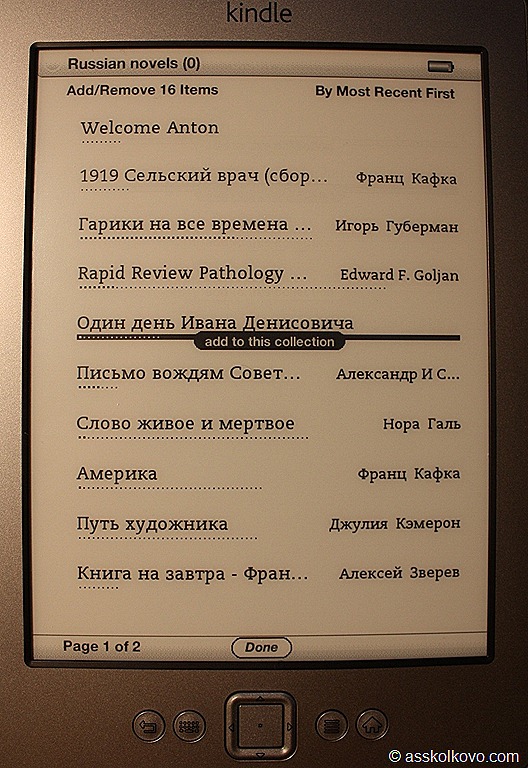 kindle
Russian novels (0)
Add/Remove 16 Items By Most Recent First
Welcome Anton
1919 Сельский врач (сбор... Франц Кафка
Гарики на все времена ... Игорь Губерман
Rapid Review Pathology ... Edward F. Goljan
Один день Ивана Денисовича
add to this collection
Письмо вождям Совет... Александр И С...
Слово живое и мертвое Нора Галь
Америка Франц Кафка
Путь художника Джулия Кэмерон
Книга на завтра - Фран... Алексей Зверев
Page 1 of 2 Done
© asskolkovo.com